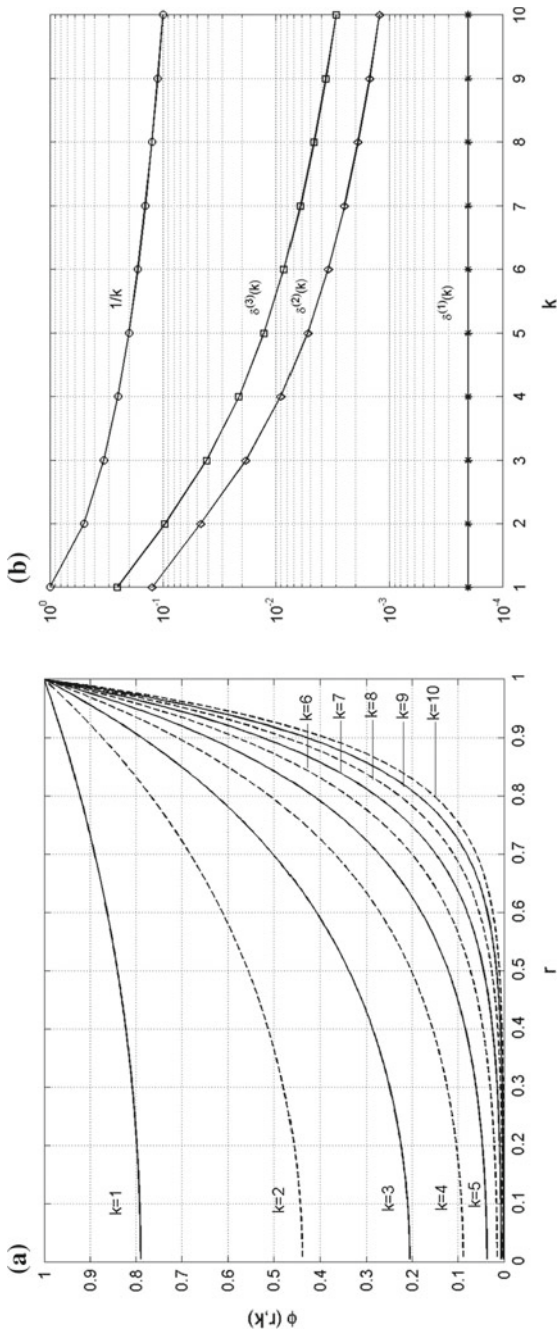 (a)
1
0.9
0.8
0.7
0.6
0.5
0.4
0.3
0.2
0.1
0
ϕ (r,k)
k=1
k=2
k=3
k=4
k=5
k=6
k=7
k=8
k=9
k=10
0 0.1 0.2 0.3 0.4 0.5 0.6 0.7 0.8 0.9 1
r
(b)
10⁰
10⁻¹
10⁻²
10⁻³
10⁻⁴
1/k
δ⁽³⁾(k)
δ⁽²⁾(k)
δ⁽¹⁾(k)
1 2 3 4 5 6 7 8 9 10
k